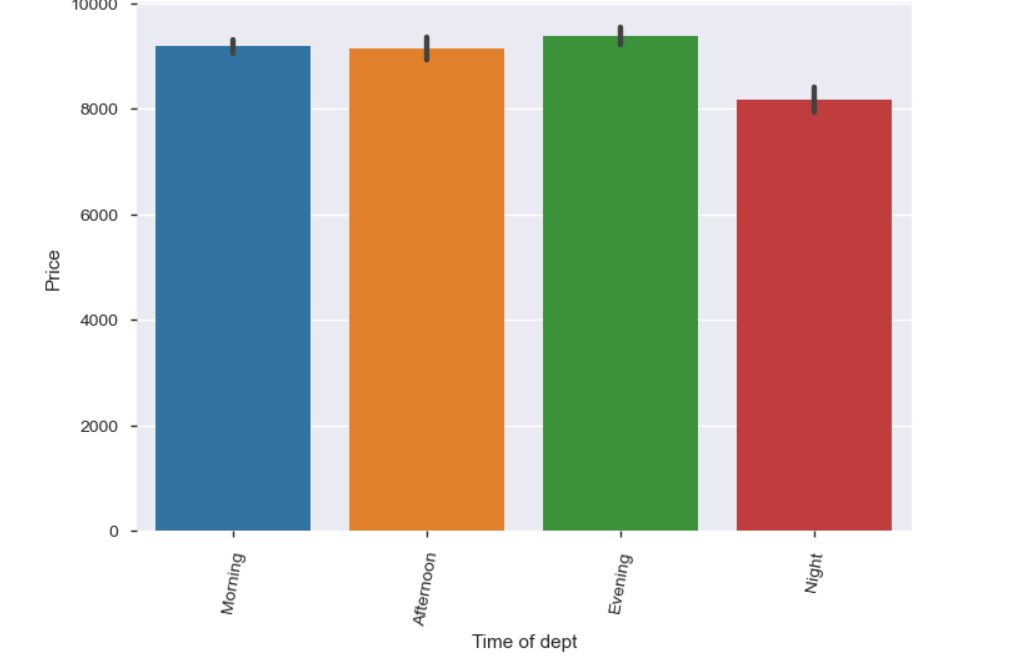 10000
8000
6000
4000
2000
0
Price
Morning
Afternoon
Evening
Night
Time of dept